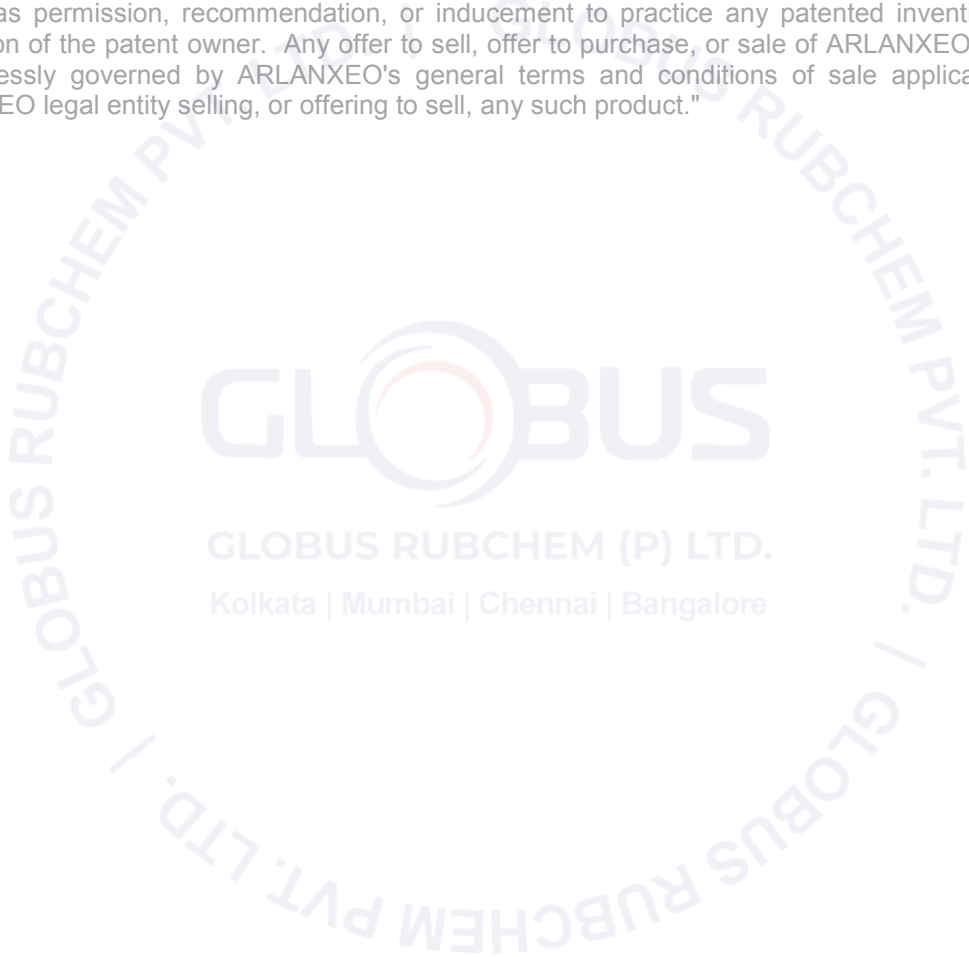 as permission, recommendation, or inducement to practice any patented invent
on of the patent owner. Any offer to sell, offer to purchase, or sale of ARLANXEO
essly governed by ARLANXEO's general terms and conditions of sale applica
EO legal entity selling, or offering to sell, any such product."
GLOBUS
GLOBUS RUBCHEM (P) LTD.
Kolkata | Mumbai | Chennai | Bangalore
GLOBUS RUBCHEM PVT. LTD. | GLOBUS RUBCHEM PVT. LTD. | GLOBUS RUBCHEM PVT. LTD. |